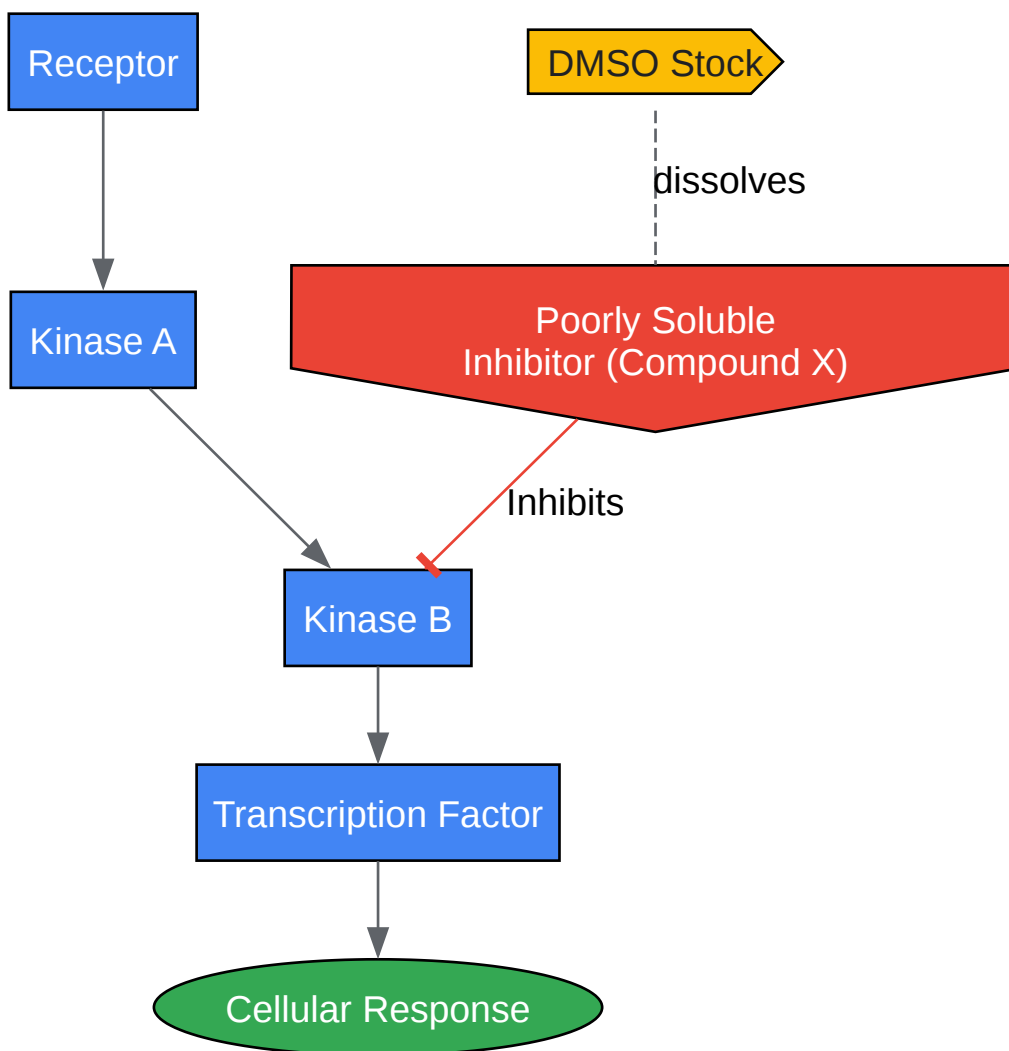 Receptor
DMSO Stock
dissolves
Kinase A
Poorly Soluble
Inhibitor (Compound X)
Inhibits
Kinase B
Transcription Factor
Cellular Response